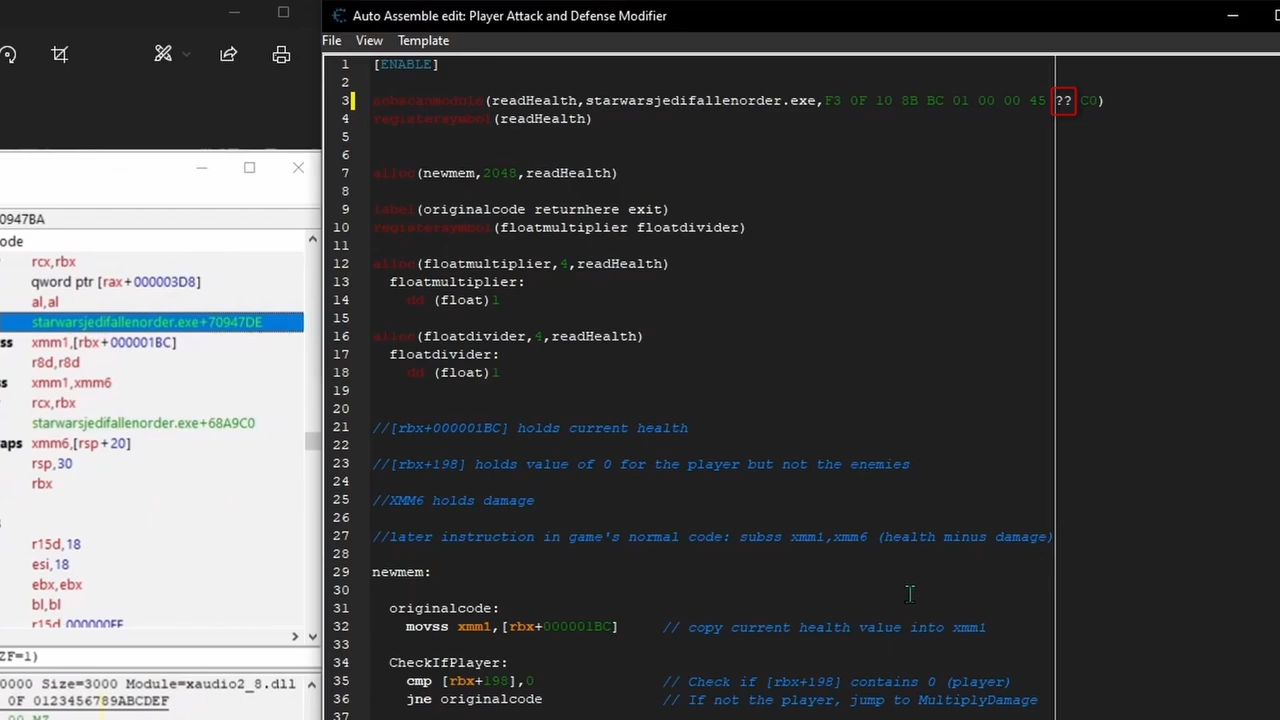 Auto Assemble edit: Player Attack and Defense Modifier
File View Template
1 [ENABLE]
2
3 aobscanmodule(readHealth,starwarsjedifallenorder.exe,F3 0F 10 8B BC 01 00 00 45 ?? C0)
4 registersymbol(readHealth)
5
6
7 alloc(newmem,2048,readHealth)
8
9 label(originalcode returnhere exit)
10 registersymbol(floatmultiplier floatdivider)
11
12 alloc(floatmultiplier,4,readHealth)
13 floatmultiplier:
14 dd (float)1
15
16 alloc(floatdivider,4,readHealth)
17 floatdivider:
18 dd (float)1
19
20
21 //[rbx+000001BC] holds current health
22
23 //[rbx+198] holds value of 0 for the player but not the enemies
24
25 //XMM6 holds damage
26
27 //later instruction in game's normal code: subss xmm1,xmm6 (health minus damage)
28
29 newmem:
30
31 originalcode:
32 movss xmm1,[rbx+000001BC] // copy current health value into xmm1
33
34 CheckIfPlayer:
35 cmp [rbx+198],0 // Check if [rbx+198] contains 0 (player)
36 jne originalcode // If not the player, jump to MultiplyDamage
37
70947BA
ode
rcx,rbx
qword ptr [rax+000003D8]
al,al
starwarsjedifallenorder.exe+70947DE
ss xmm1,[rbx+000001BC]
r8d,r8d
ss xmm1,xmm6
rcx,rbx
starwarsjedifallenorder.exe+68A9C0
aps xmm6,[rsp+20]
rsp,30
rbx
r15d,18
esi,18
ebx,ebx
bl,bl
r15d,000000FF
ZF=1)
0000 Size=3000 Module=xaudio2_8.dll
0F 0123456789ABCDEF
00 MZ